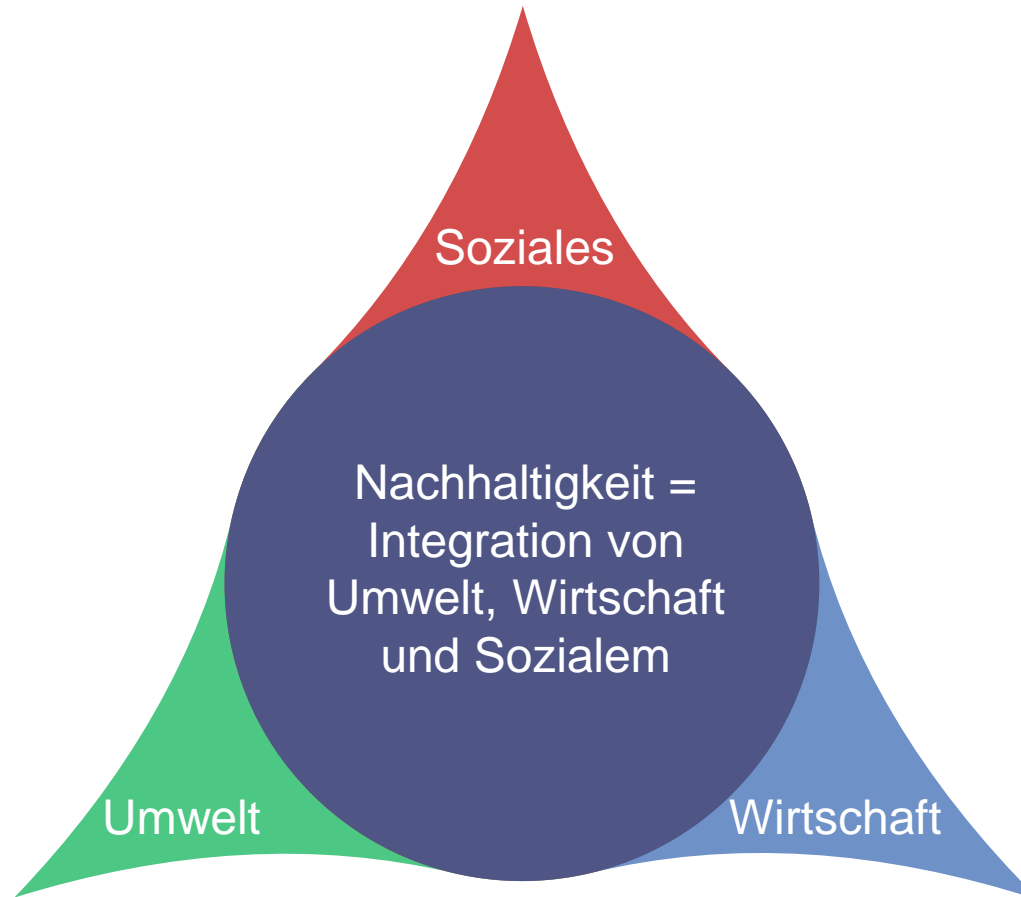 Soziales
Nachhaltigkeit =
Integration von
Umwelt, Wirtschaft
und Sozialem
Umwelt
Wirtschaft